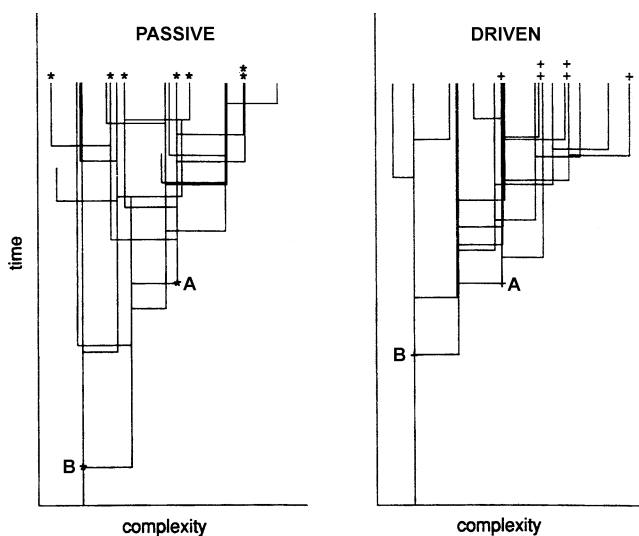 PASSIVE
DRIVEN
* * * * * * *
+ + + + + +
A
B
A
B
time
complexity
complexity